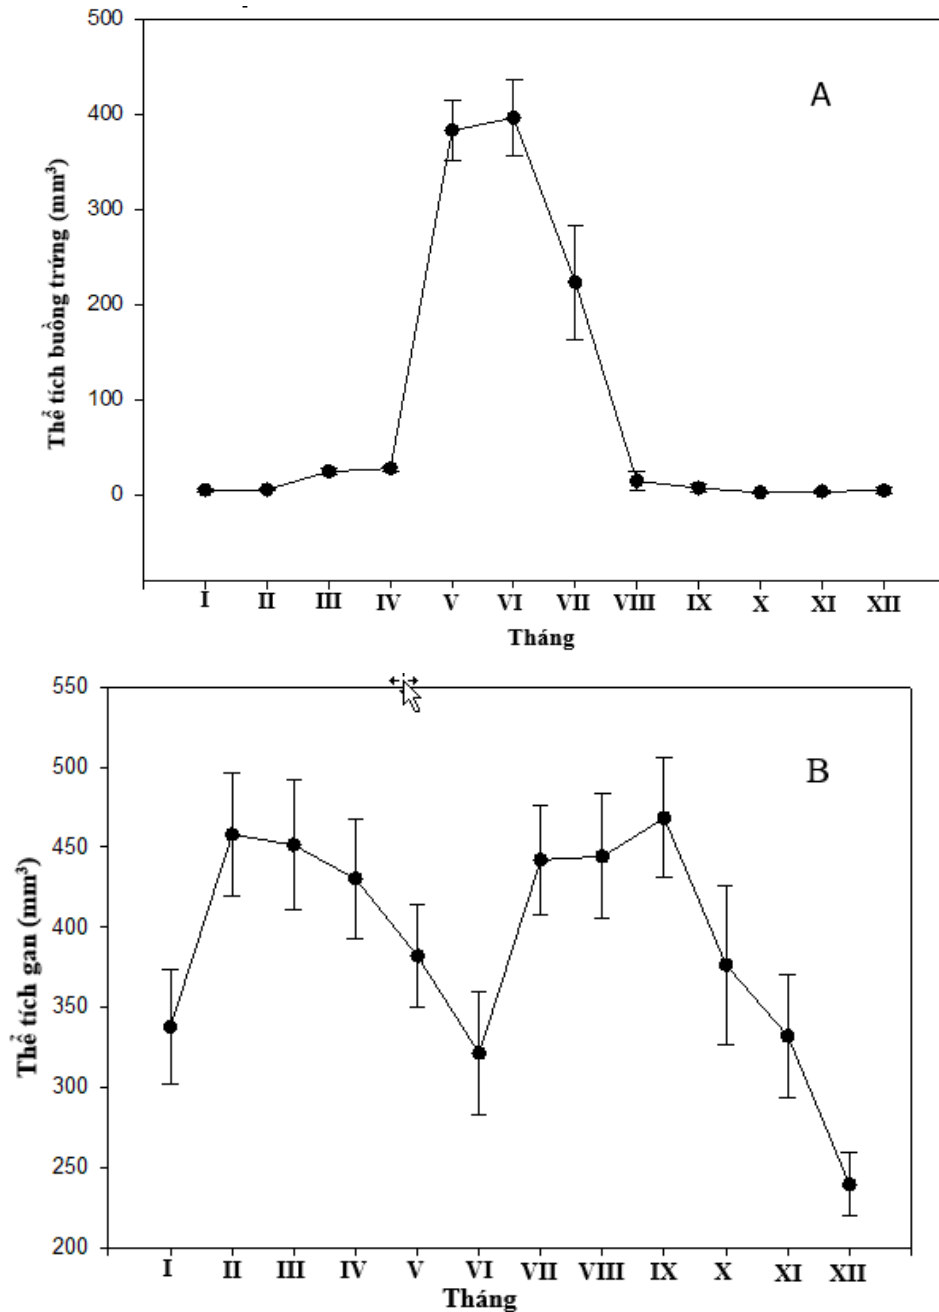 500
400
300
200
100
0
Thể tích buồng trứng (mm³)
A
I II III IV V VI VII VIII IX X XI XII
Tháng
550
500
450
400
350
300
250
200
Thể tích gan (mm³)
B
I II III IV V VI VII VIII IX X XI XII
Tháng